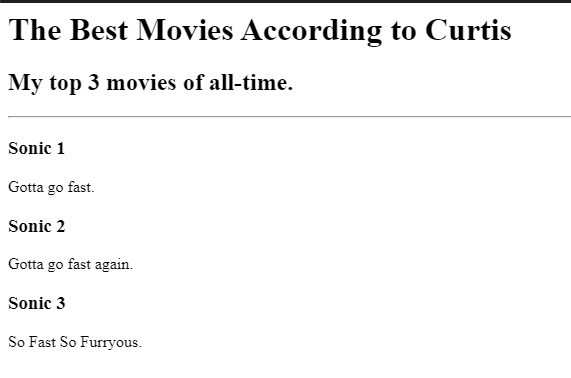 The Best Movies According to Curtis
My top 3 movies of all-time.
Sonic 1
Gotta go fast.
Sonic 2
Gotta go fast again.
Sonic 3
So Fast So Furryous.